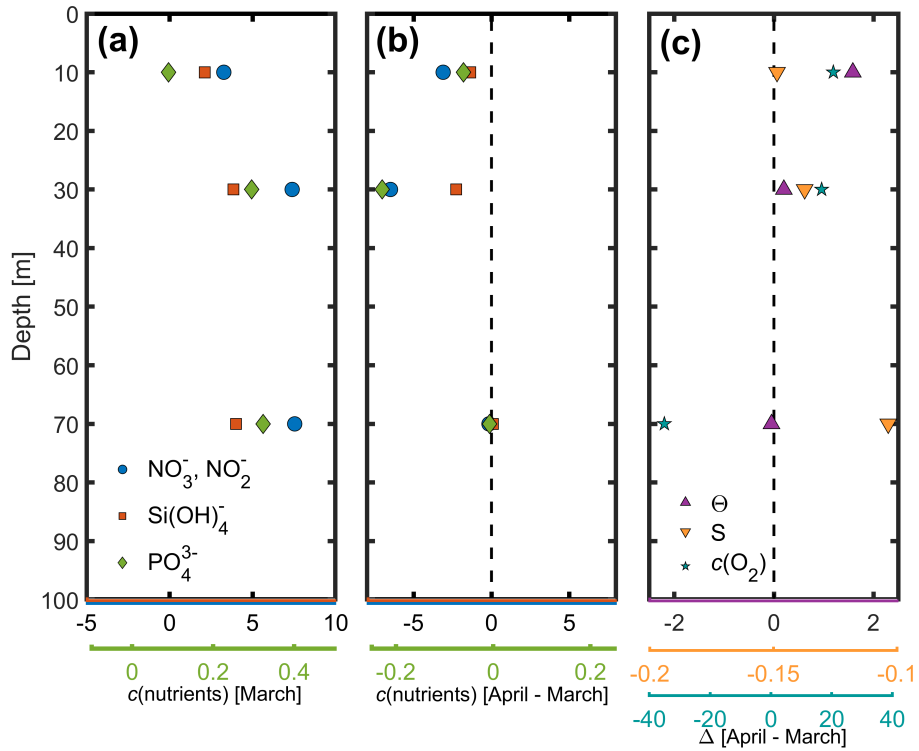 (a)
(b)
(c)
Depth [m]
0
10
20
30
40
50
60
70
80
90
100
NO₃⁻, NO₂⁻
Si(OH)₄⁻
PO₄³⁻
Θ
S
c(O₂)
-5 0 5 10
0 5
-2 0 2
0 0.2 0.4
-0.2 0 0.2
-0.2 -0.15 -0.1
-40 -20 0 20 40
c(nutrients) [March]
c(nutrients) [April - March]
Δ [April - March]